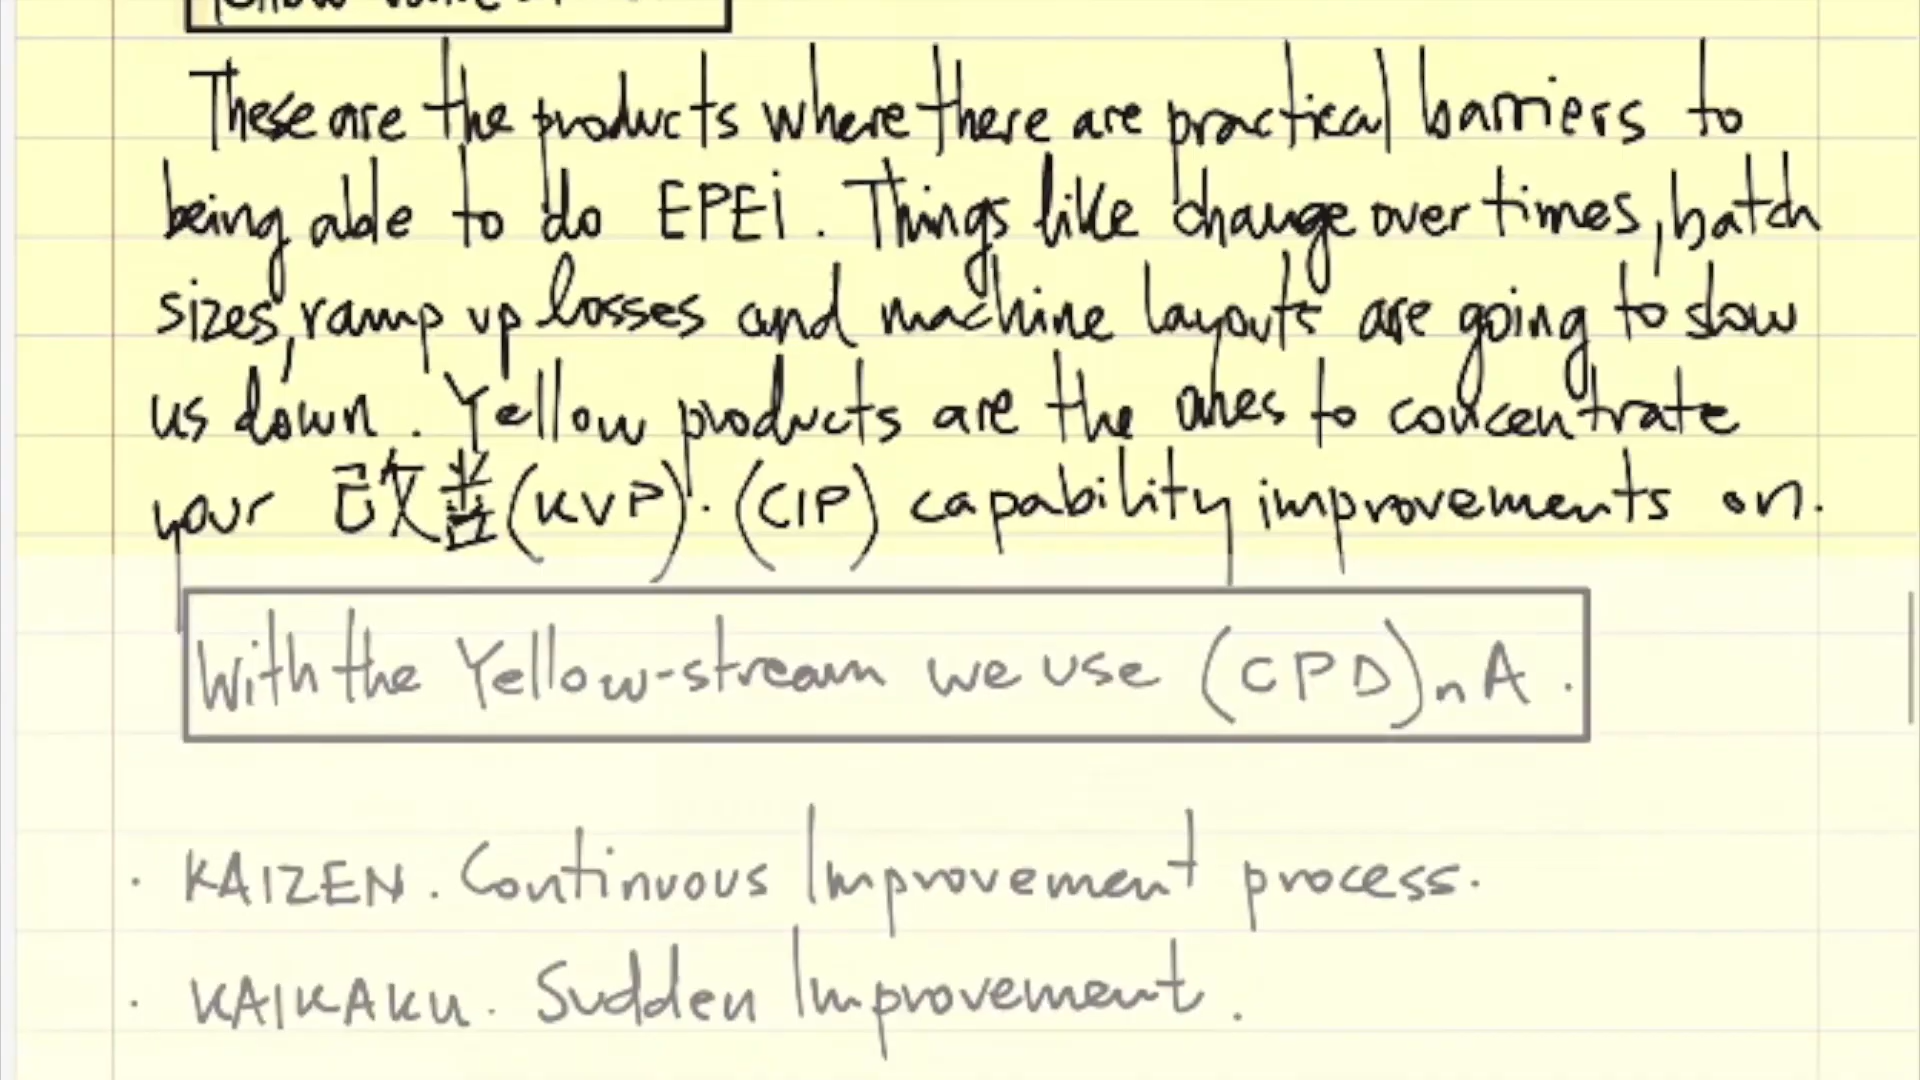 These are the products where there are practical barriers to
being able to do EPEi. Things like change over times, batch
sizes, ramp up losses and machine layouts are going to slow
us down. Yellow products are the ones to concentrate
your 改善(KVP). (CIP) capability improvements on.
With the Yellow-stream we use (CPD)nA.
· KAIZEN. Continuous Improvement process.
· KAIKAKU. Sudden Improvement.